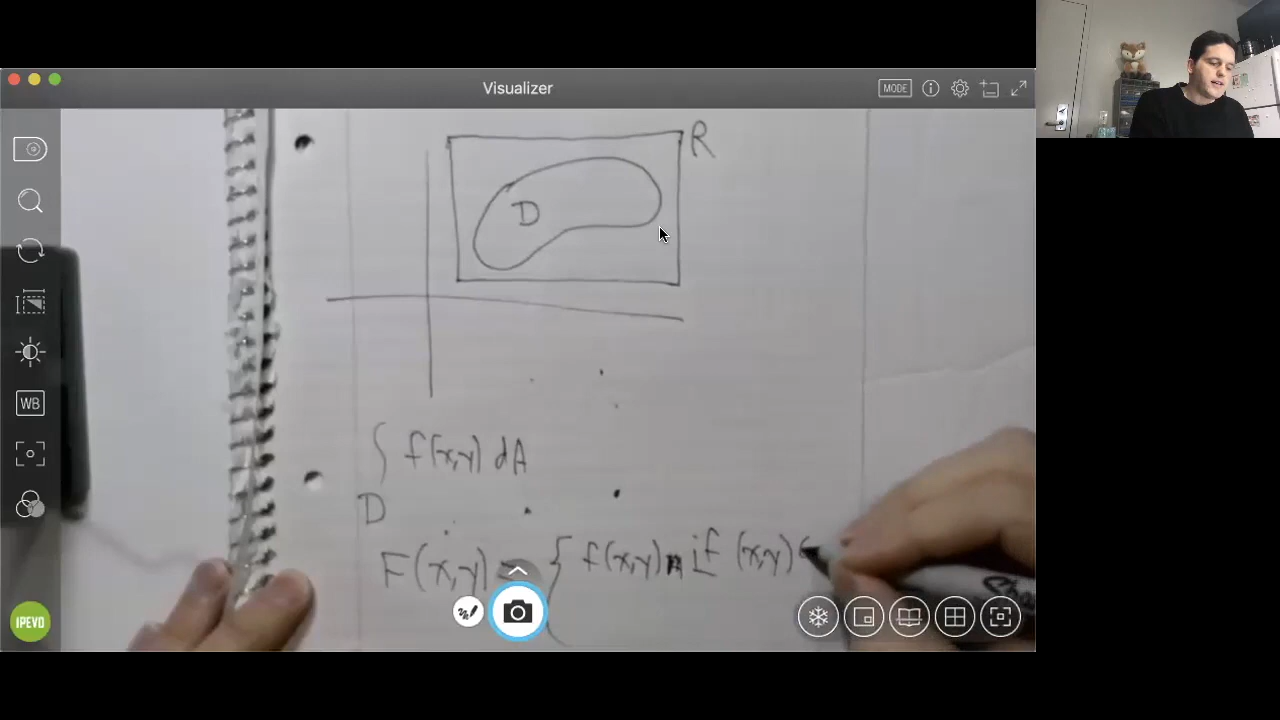 Visualizer
MODE
R
D
WB
∫ f(x,y) dA
D
F(x,y) = { f(x,y) if (x,y)
IPEVO